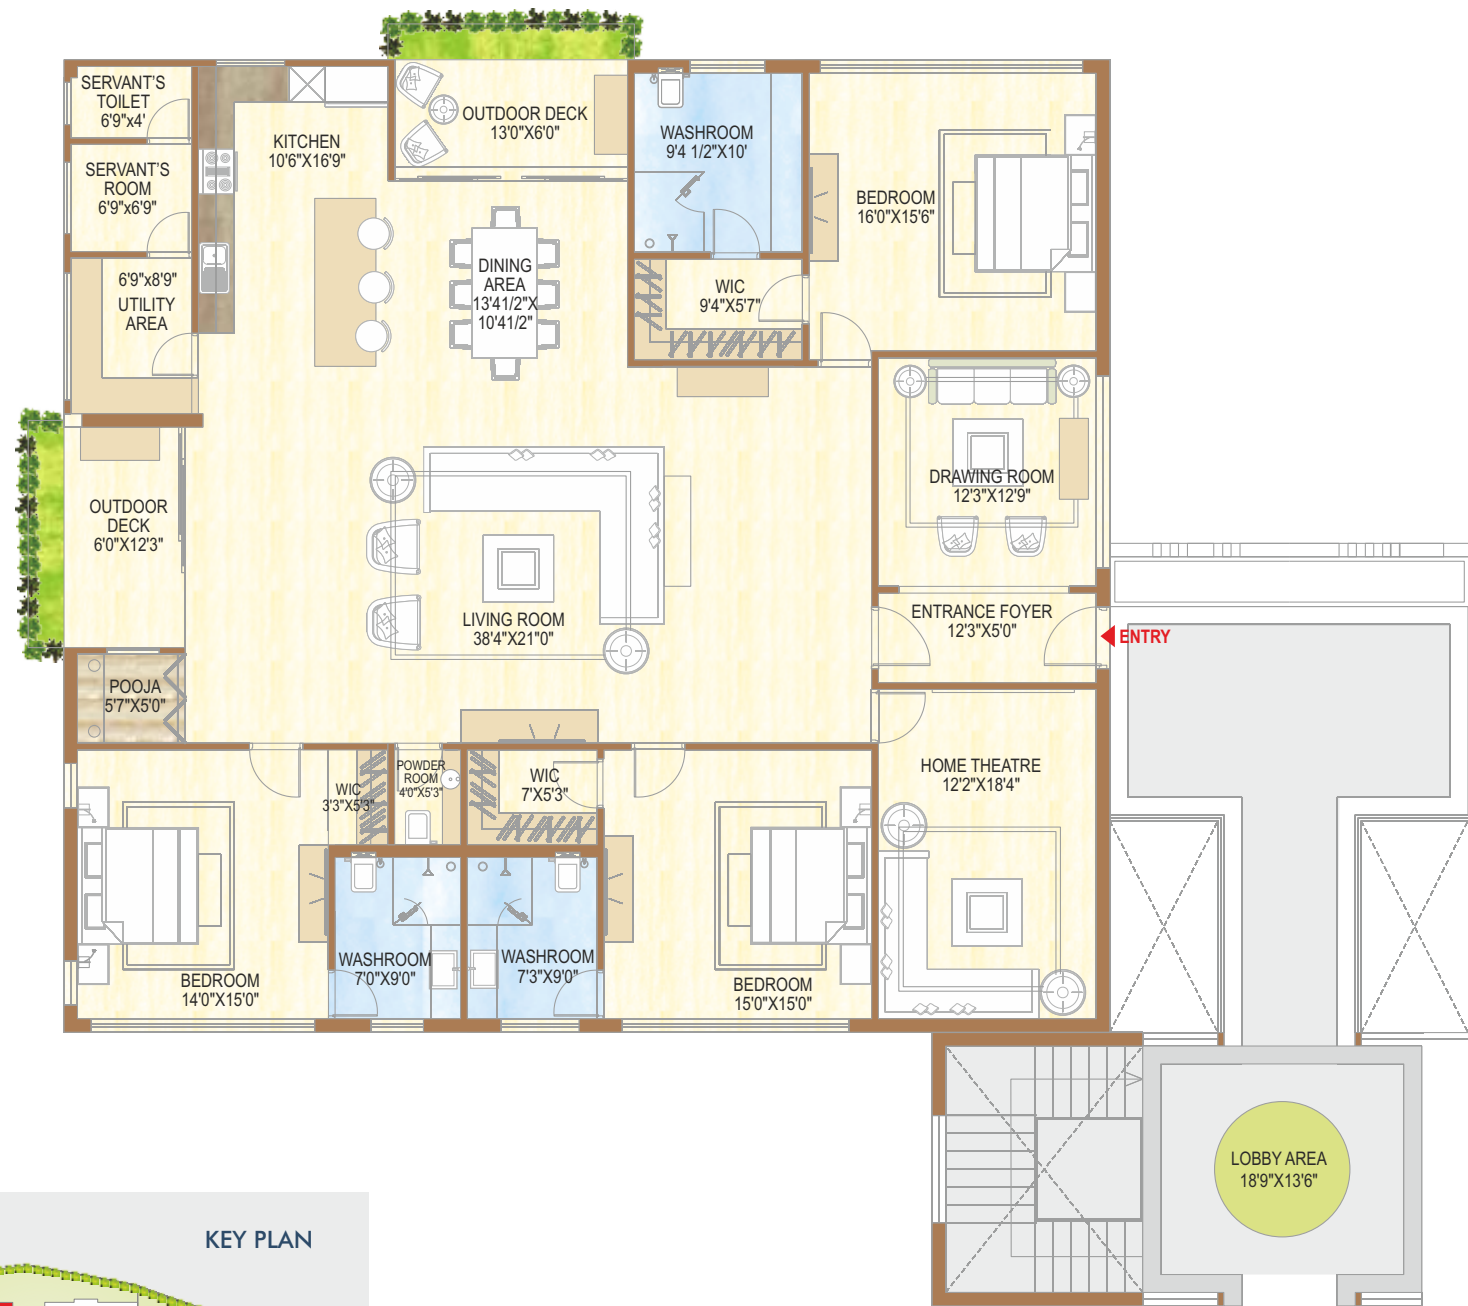 SERVANT'S
TOILET
6'9"x4'
SERVANT'S
ROOM
6'9"x6'9"
6'9"x8'9"
UTILITY
AREA
KITCHEN
10'6"X16'9"
OUTDOOR DECK
13'0"X6'0"
DINING
AREA
13'41/2"X
10'41/2"
WASHROOM
9'4 1/2"X10'
WIC
9'4"X5'7"
BEDROOM
16'0"X15'6"
DRAWING ROOM
12'3"X12'9"
OUTDOOR
DECK
6'0"X12'3"
LIVING ROOM
38'4"X21'0"
ENTRANCE FOYER
12'3"X5'0"
ENTRY
POOJA
5'7"X5'0"
WIC
3'3"X5'3"
POWDER
ROOM
4'0"X5'3"
WIC
7'X5'3"
HOME THEATRE
12'2"X18'4"
BEDROOM
14'0"X15'0"
WASHROOM
7'0"X9'0"
WASHROOM
7'3"X9'0"
BEDROOM
15'0"X15'0"
LOBBY AREA
18'9"X13'6"
KEY PLAN